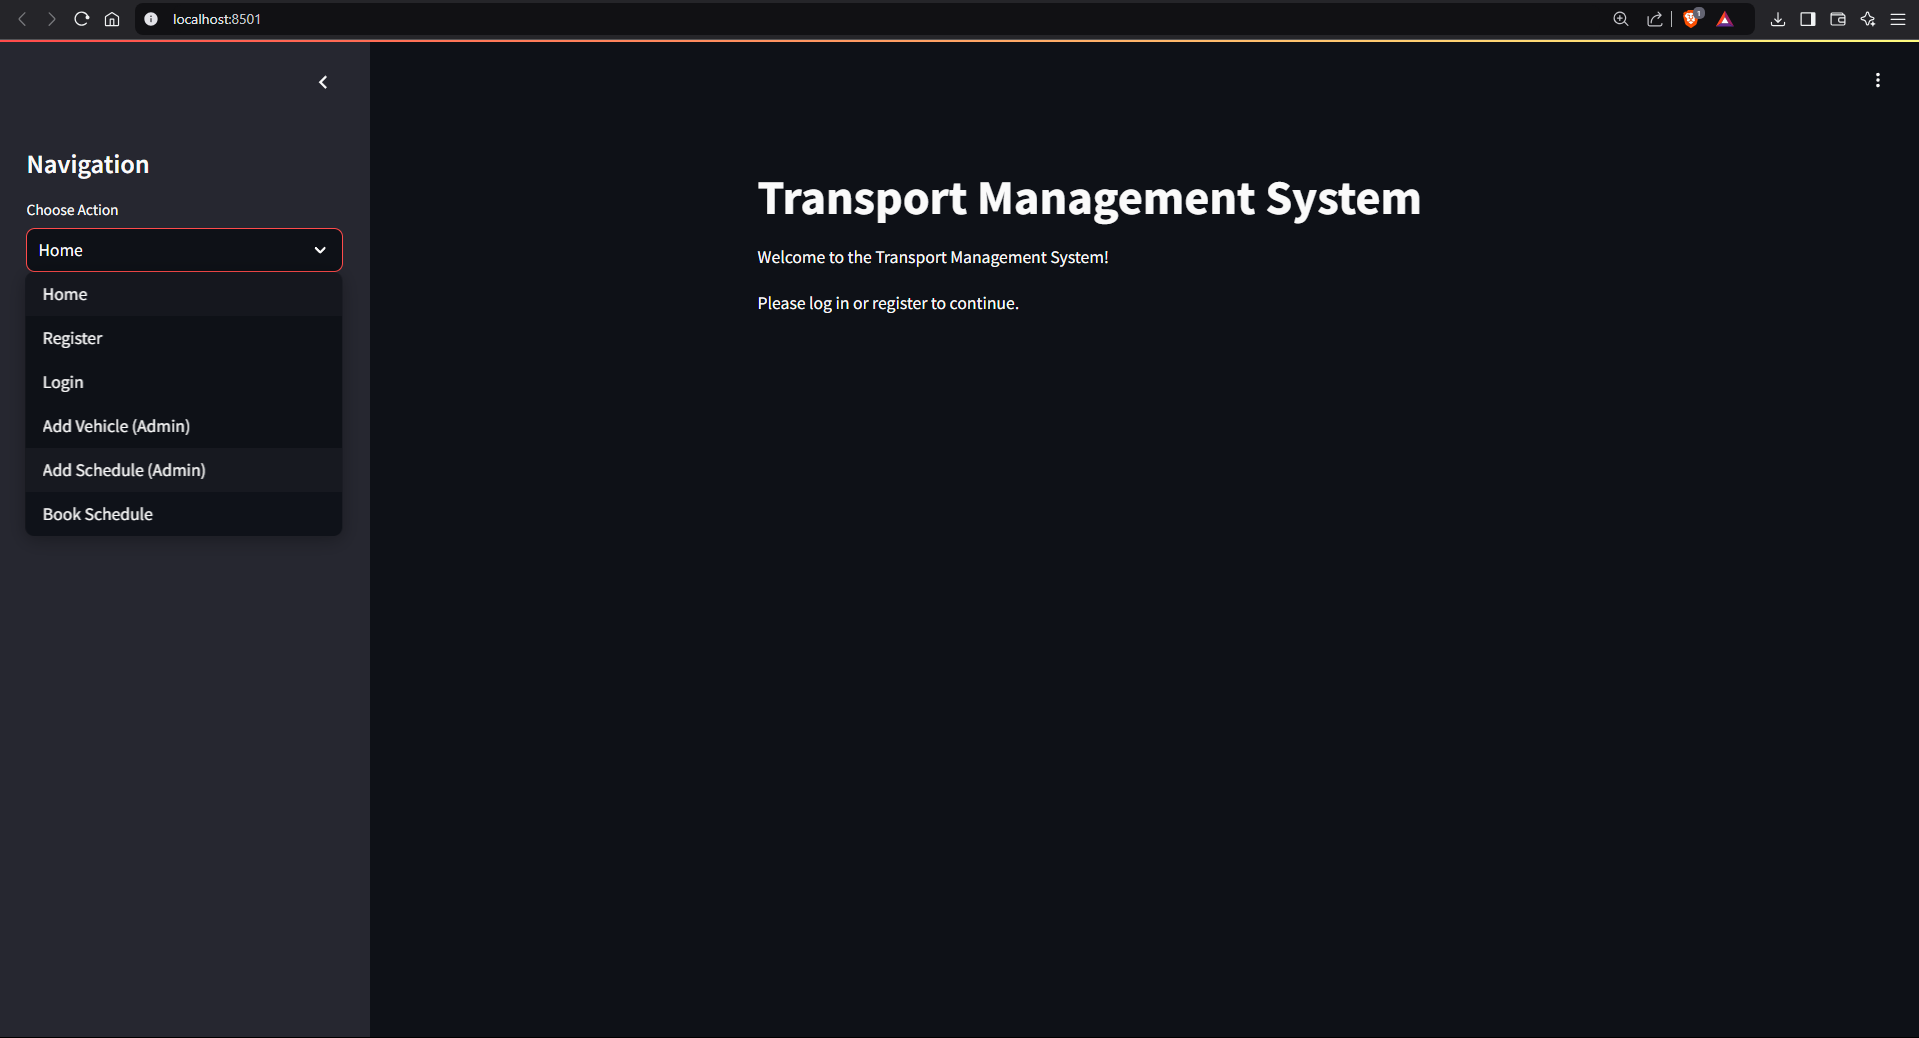 localhost:8501
1
Navigation
Choose Action
Home
Home
Register
Login
Add Vehicle (Admin)
Add Schedule (Admin)
Book Schedule
Transport Management System
Welcome to the Transport Management System!
Please log in or register to continue.